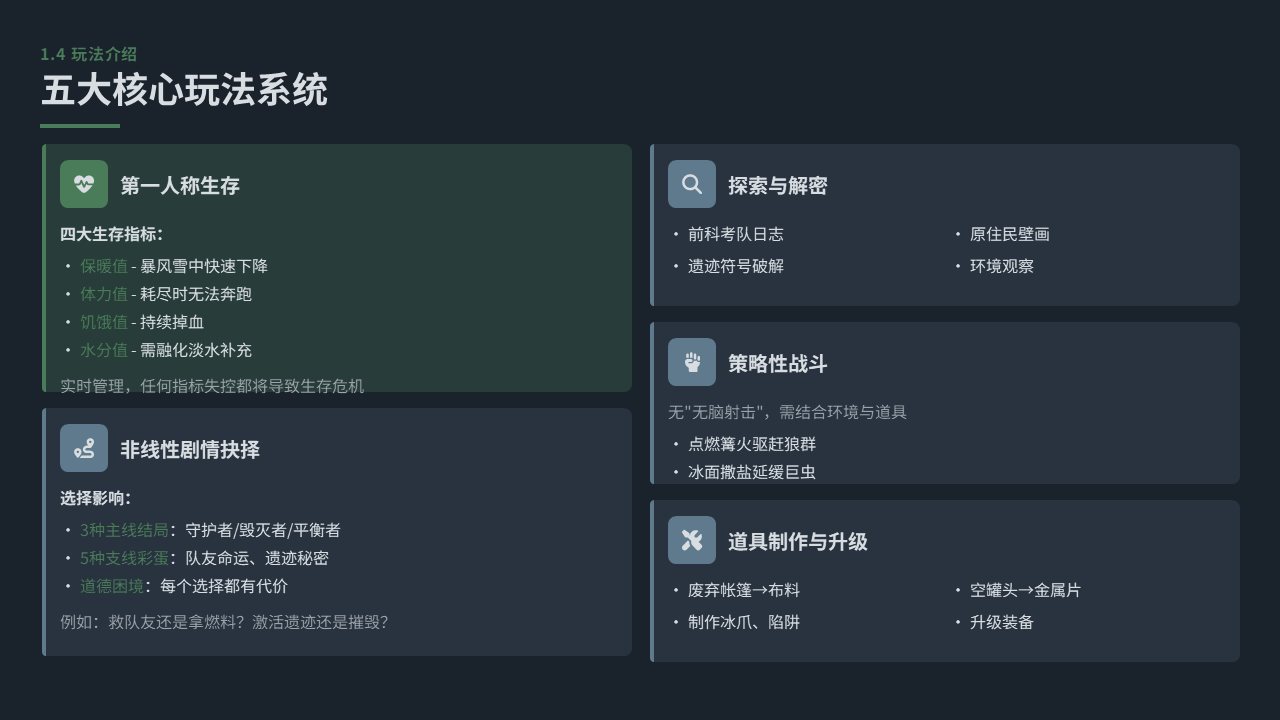 1.4 玩法介绍
五大核心玩法系统
第一人称生存
四大生存指标：
• 保暖值 - 暴风雪中快速下降
• 体力值 - 耗尽时无法奔跑
• 饥饿值 - 持续掉血
• 水分值 - 需融化淡水补充
实时管理，任何指标失控都将导致生存危机
非线性剧情抉择
选择影响：
• 3种主线结局：守护者/毁灭者/平衡者
• 5种支线彩蛋：队友命运、遗迹秘密
• 道德困境：每个选择都有代价
例如：救队友还是拿燃料？激活遗迹还是摧毁？
探索与解密
• 前科考队日志
• 原住民壁画
• 遗迹符号破解
• 环境观察
策略性战斗
无"无脑射击"，需结合环境与道具
• 点燃篝火驱赶狼群
• 冰面撒盐延缓巨虫
道具制作与升级
• 废弃帐篷→布料
• 空罐头→金属片
• 制作冰爪、陷阱
• 升级装备